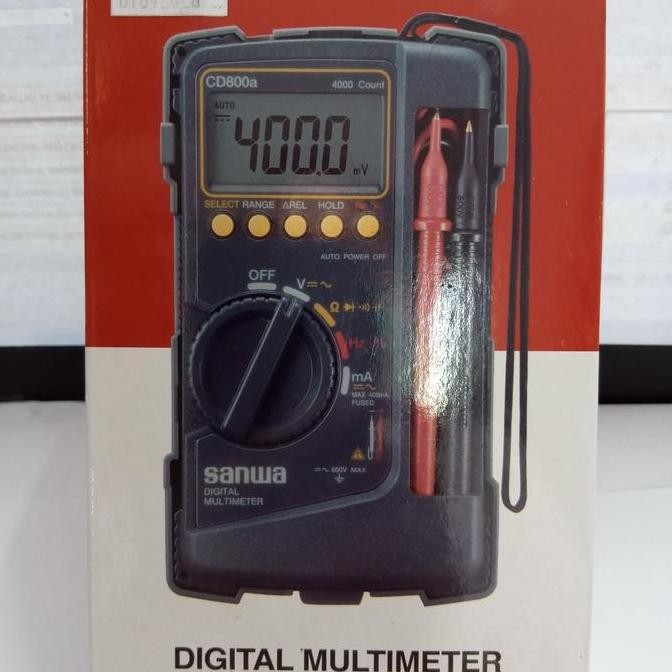 CD800a 4000 Count
AUTO
400.0 mV
SELECT RANGE ΔREL HOLD
AUTO POWER OFF
OFF
V
Ω
Hz
mA
MAX 400mA
FUSED
sanwa
600V MAX
DIGITAL
MULTIMETER
DIGITAL MULTIMETER